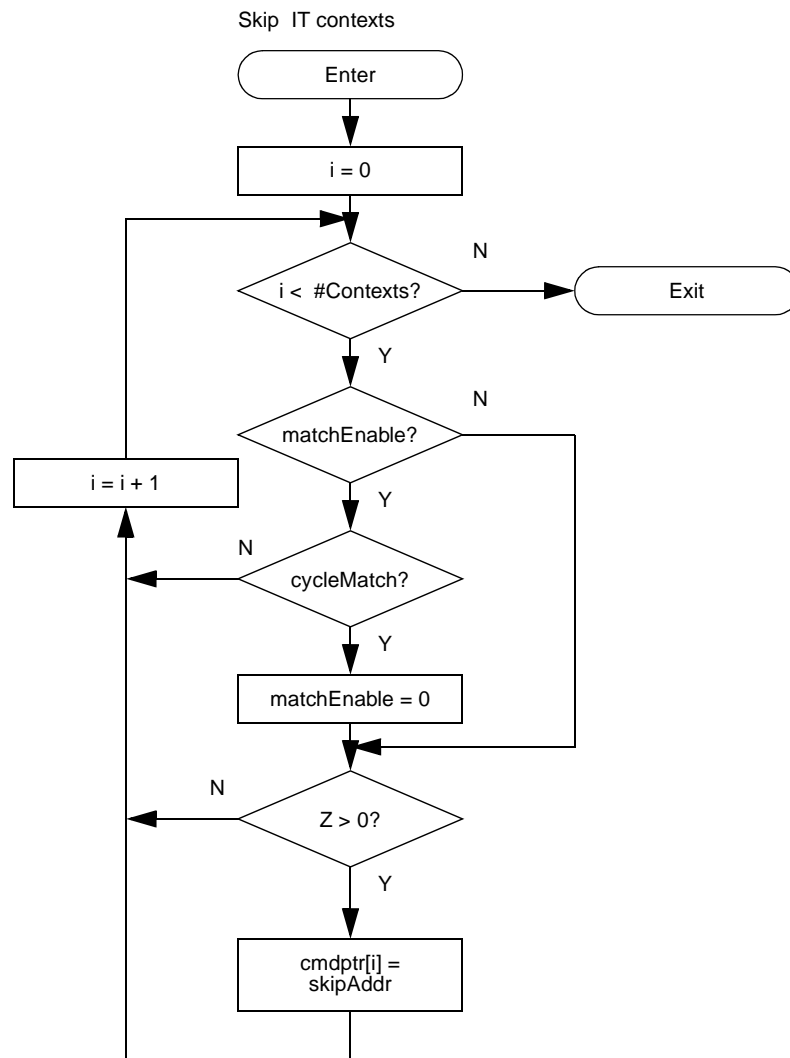 Skip IT contexts
Enter
i = 0
N
i < #Contexts?
Exit
Y
N
matchEnable?
i = i + 1
Y
N
cycleMatch?
Y
matchEnable = 0
N
Z > 0?
Y
cmdptr[i] =
skipAddr